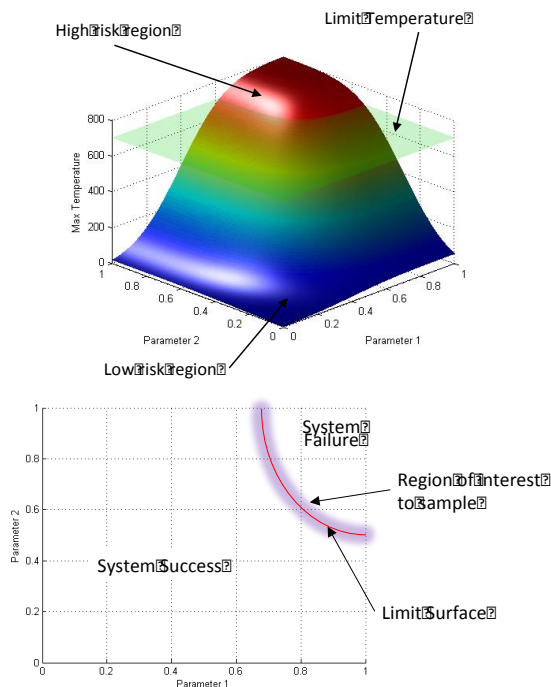 High risk region
Limit Temperature
800
600
400
200
0
Max Temperature
1
0.8
0.6
0.4
0.2
0
Parameter 2
0
0.2
0.4
0.6
0.8
1
Parameter 1
Low risk region
1
0.8
0.6
0.4
0.2
0
Parameter 2
System
Failure
Region of interest
to sample
System Success
Limit Surface
0
0.2
0.4
0.6
0.8
1
Parameter 1